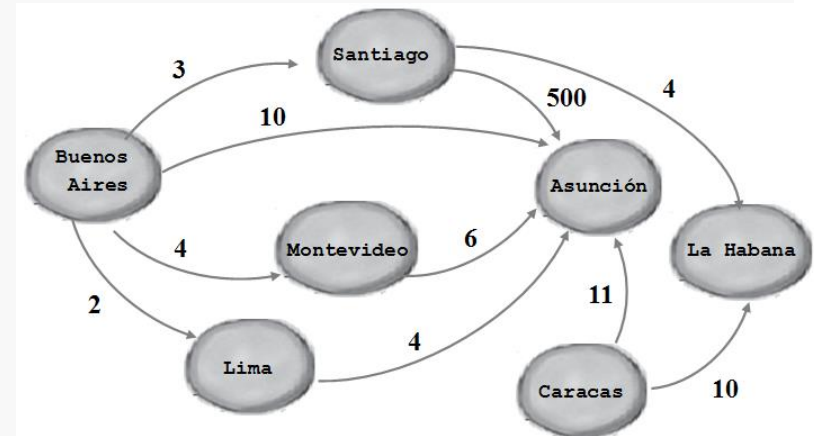 Santiago
3
500
4
10
Buenos
Aires
Asunción
Montevideo
6
La Habana
4
2
11
4
Lima
Caracas
10